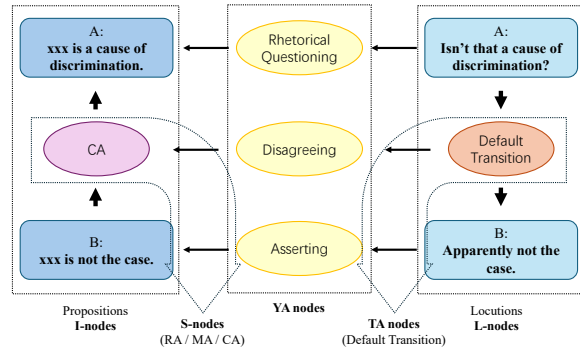 A:
xxx is a cause of
discrimination.
Rhetorical
Questioning
A:
Isn't that a cause of
discrimination?
CA
Disagreeing
Default
Transition
B:
xxx is not the case.
Asserting
B:
Apparently not the
case.
Propositions
I-nodes
S-nodes
(RA / MA / CA)
YA nodes
TA nodes
(Default Transition)
Locutions
L-nodes